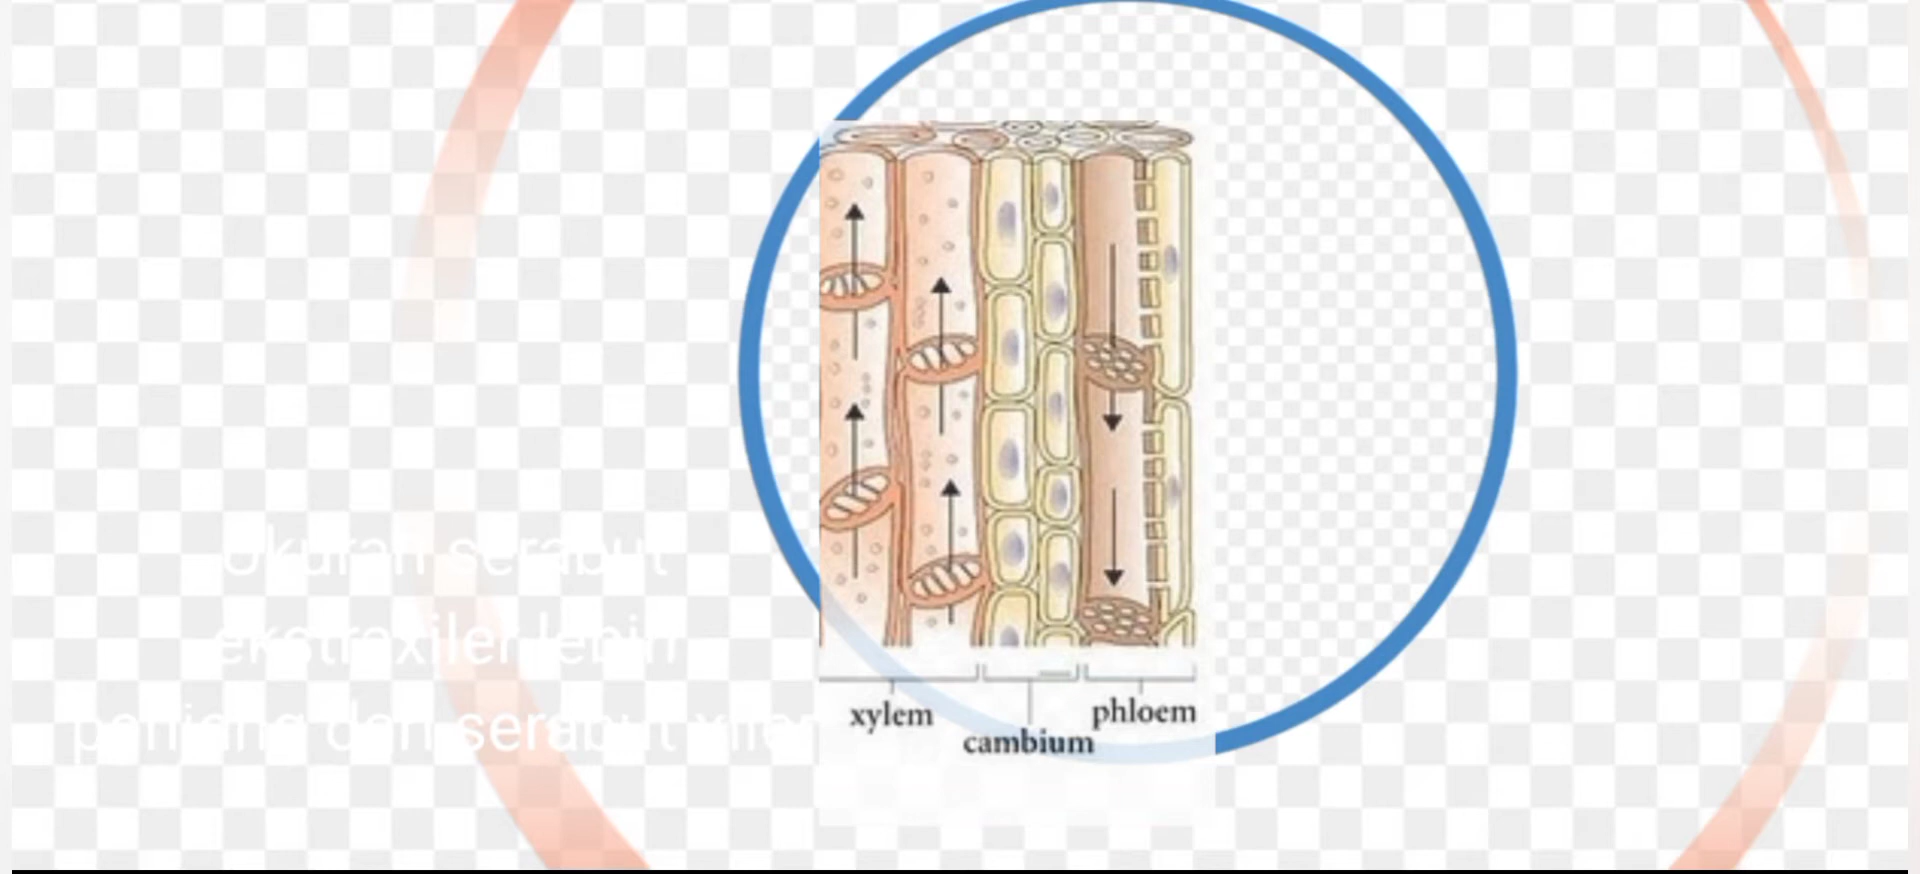 Ukuran serabut
ekstraxiler lebih
panjang dari serabut xilem
xylem
phloem
cambium